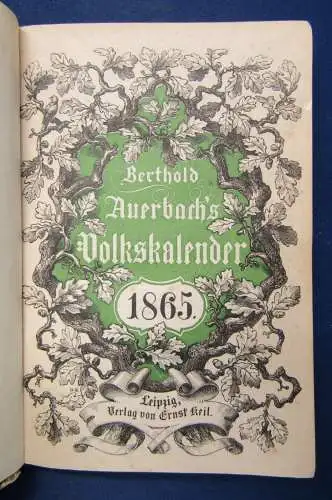 Berthold
Auerbach's
Volkskalender
1865.
Leipzig,
Verlag von Ernst Keil.